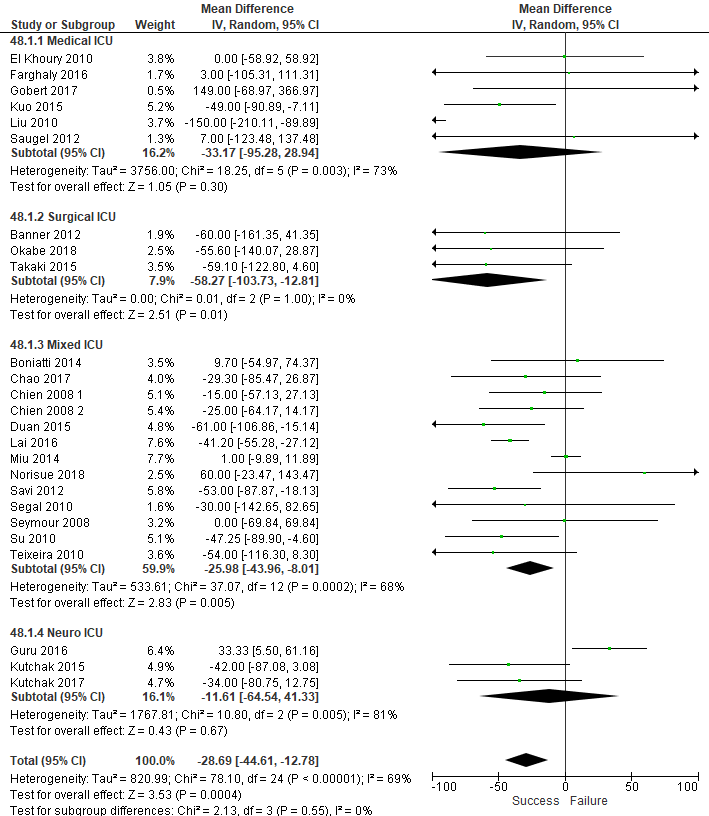 Mean Difference Mean Difference
Study or Subgroup Weight IV, Random, 95% CI IV, Random, 95% CI
48.1.1 Medical ICU
El Khoury 2010 3.8% 0.00 [-58.92, 58.92]
Farghaly 2016 1.7% 3.00 [-105.31, 111.31]
Gobert 2017 0.5% 149.00 [-68.97, 366.97]
Kuo 2015 5.2% -49.00 [-90.89, -7.11]
Liu 2010 3.7% -150.00 [-210.11, -89.89]
Saugel 2012 1.3% 7.00 [-123.48, 137.48]
Subtotal (95% CI) 16.2% -33.17 [-95.28, 28.94]
Heterogeneity: Tau² = 3756.00; Chi² = 18.25, df = 5 (P = 0.003); I² = 73%
Test for overall effect: Z = 1.05 (P = 0.30)
48.1.2 Surgical ICU
Banner 2012 1.9% -60.00 [-161.35, 41.35]
Okabe 2018 2.5% -55.60 [-140.07, 28.87]
Takaki 2015 3.5% -59.10 [-122.80, 4.60]
Subtotal (95% CI) 7.9% -58.27 [-103.73, -12.81]
Heterogeneity: Tau² = 0.00; Chi² = 0.01, df = 2 (P = 1.00); I² = 0%
Test for overall effect: Z = 2.51 (P = 0.01)
48.1.3 Mixed ICU
Boniatti 2014 3.5% 9.70 [-54.97, 74.37]
Chao 2017 4.0% -29.30 [-85.47, 26.87]
Chien 2008 1 5.1% -15.00 [-57.13, 27.13]
Chien 2008 2 5.4% -25.00 [-64.17, 14.17]
Duan 2015 4.8% -61.00 [-106.86, -15.14]
Lai 2016 7.6% -41.20 [-55.28, -27.12]
Miu 2014 7.7% 1.00 [-9.89, 11.89]
Norisue 2018 2.5% 60.00 [-23.47, 143.47]
Savi 2012 5.8% -53.00 [-87.87, -18.13]
Segal 2010 1.6% -30.00 [-142.65, 82.65]
Seymour 2008 3.2% 0.00 [-69.84, 69.84]
Su 2010 5.1% -47.25 [-89.90, -4.60]
Teixeira 2010 3.6% -54.00 [-116.30, 8.30]
Subtotal (95% CI) 59.9% -25.98 [-43.96, -8.01]
Heterogeneity: Tau² = 533.61; Chi² = 37.07, df = 12 (P = 0.0002); I² = 68%
Test for overall effect: Z = 2.83 (P = 0.005)
48.1.4 Neuro ICU
Guru 2016 6.4% 33.33 [5.50, 61.16]
Kutchak 2015 4.9% -42.00 [-87.08, 3.08]
Kutchak 2017 4.7% -34.00 [-80.75, 12.75]
Subtotal (95% CI) 16.1% -11.61 [-64.54, 41.33]
Heterogeneity: Tau² = 1767.81; Chi² = 10.80, df = 2 (P = 0.005); I² = 81%
Test for overall effect: Z = 0.43 (P = 0.67)
Total (95% CI) 100.0% -28.69 [-44.61, -12.78]
Heterogeneity: Tau² = 820.99; Chi² = 78.10, df = 24 (P < 0.00001); I² = 69%
Test for overall effect: Z = 3.53 (P = 0.0004)
Test for subgroup differences: Chi² = 2.13, df = 3 (P = 0.55), I² = 0%
-100 -50 0 50 100
Success Failure